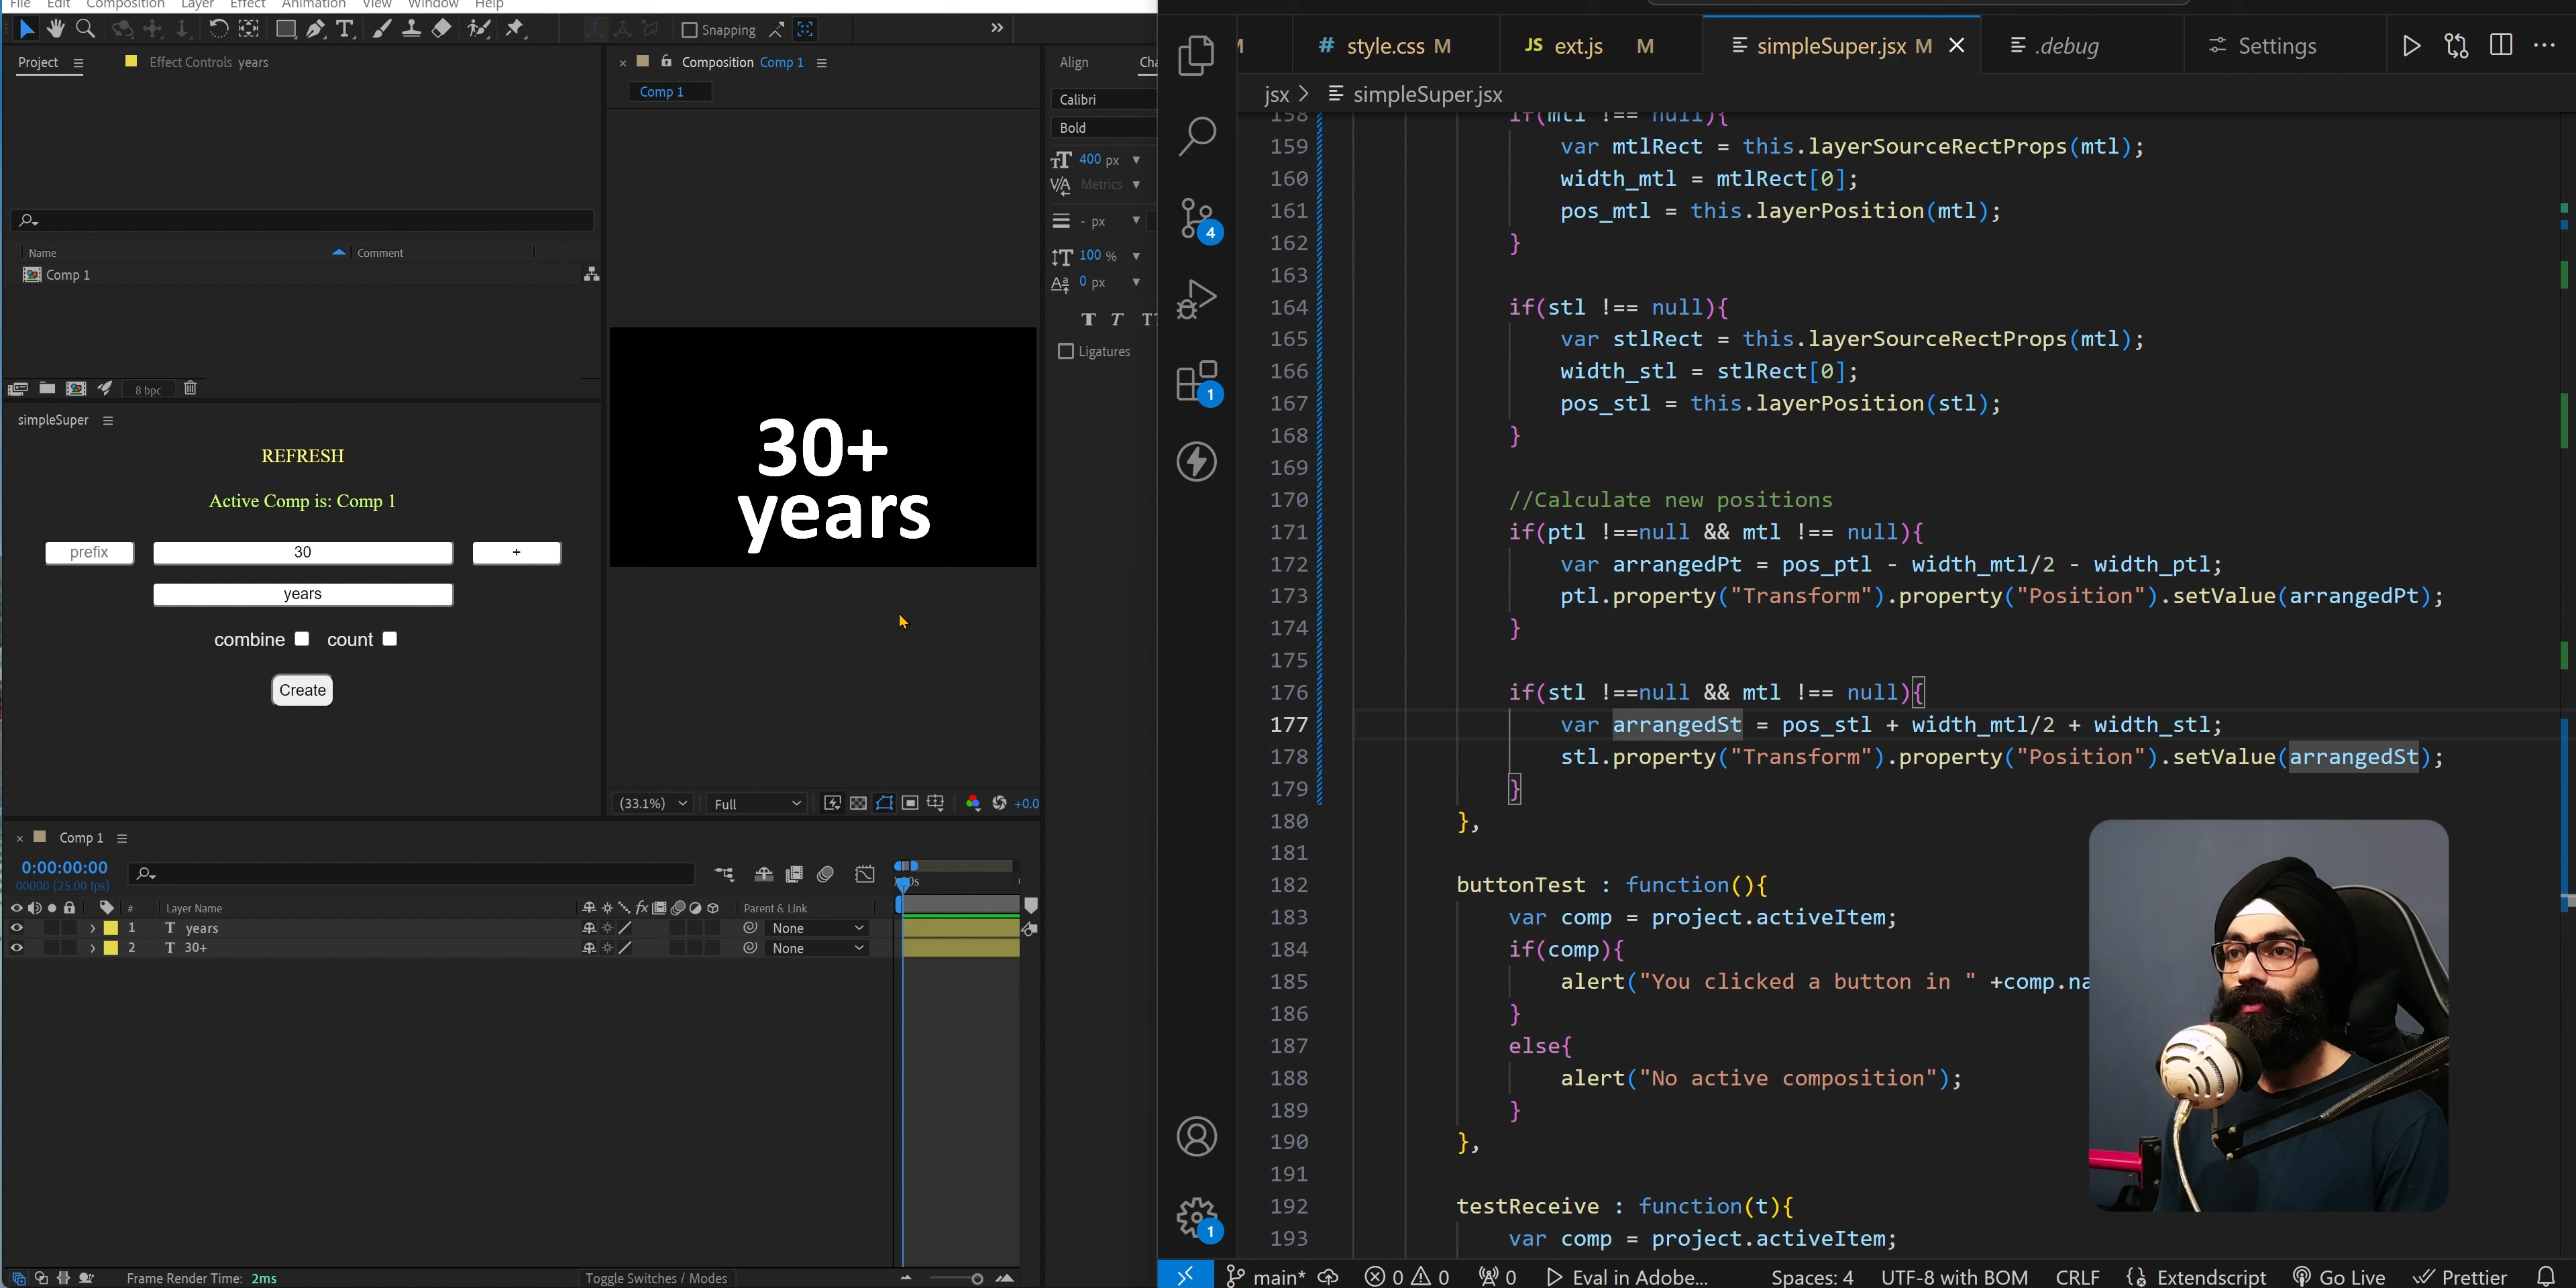 File Edit Composition Layer Effect Animation View Window Help
Snapping
Project Effect Controls years
Composition Comp 1
Comp 1
Name Comment
Comp 1
8 bpc
simpleSuper
REFRESH
Active Comp is: Comp 1
prefix 30 +
years
combine count
Create
30+
years
(33.1%) Full +0.0
Align
Calibri
Bold
400 px
Metrics
- px
100 %
0 px
Ligatures
Comp 1
0:00:00:00
00000 (25.00 fps)
# Layer Name Parent & Link
1 T years None
2 T 30+ None
Frame Render Time: 2ms
Toggle Switches / Modes
# style.css M
JS ext.js M
simpleSuper.jsx M
.debug
Settings
jsx > simpleSuper.jsx
158 if(mtl !== null){
159 var mtlRect = this.layerSourceRectProps(mtl);
160 width_mtl = mtlRect[0];
161 pos_mtl = this.layerPosition(mtl);
162 }
163
164 if(stl !== null){
165 var stlRect = this.layerSourceRectProps(mtl);
166 width_stl = stlRect[0];
167 pos_stl = this.layerPosition(stl);
168 }
169
170 //Calculate new positions
171 if(ptl !==null && mtl !== null){
172 var arrangedPt = pos_ptl - width_mtl/2 - width_ptl;
173 ptl.property("Transform").property("Position").setValue(arrangedPt);
174 }
175
176 if(stl !==null && mtl !== null){
177 var arrangedSt = pos_stl + width_mtl/2 + width_stl;
178 stl.property("Transform").property("Position").setValue(arrangedSt);
179 }
180 },
181
182 buttonTest : function(){
183 var comp = project.activeItem;
184 if(comp){
185 alert("You clicked a button in " +comp.na
186 }
187 else{
188 alert("No active composition");
189 }
190 },
191
192 testReceive : function(t){
193 var comp = project.activeItem;
4
1
1
main* 0 0 0 Eval in Adobe... Spaces: 4 UTF-8 with BOM CRLF Extendscript Go Live Prettier